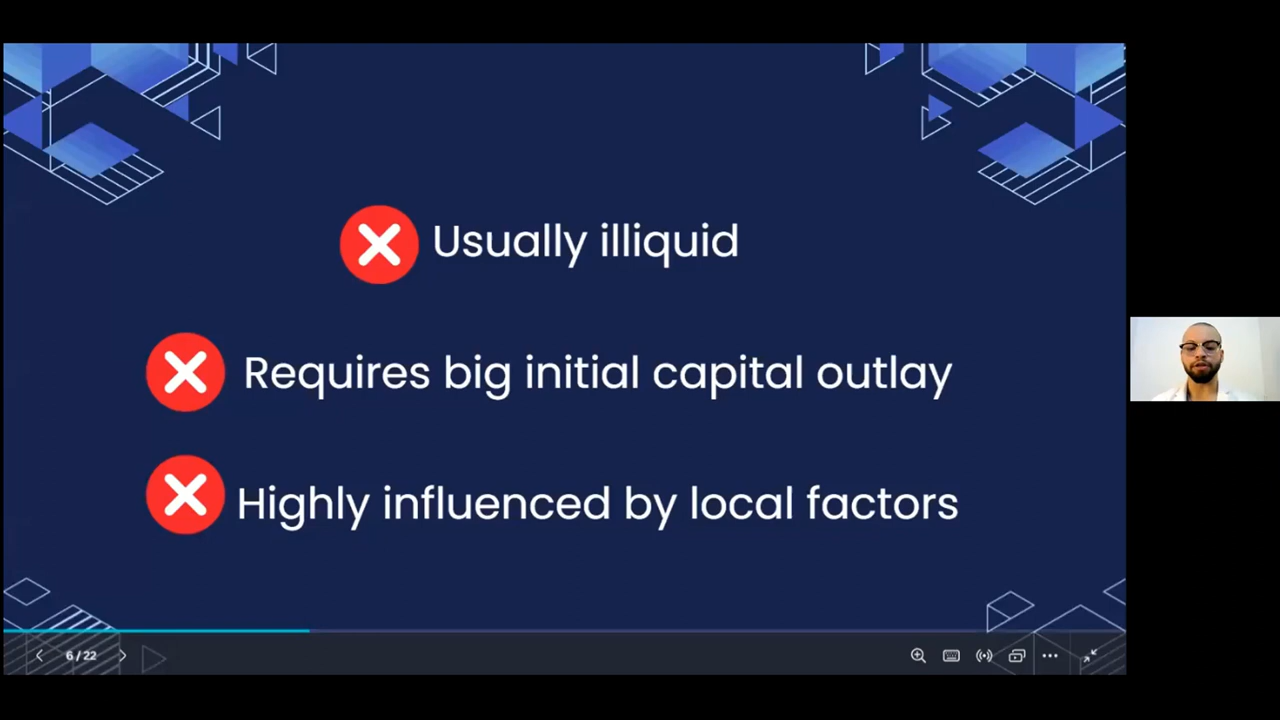 Usually illiquid
Requires big initial capital outlay
Highly influenced by local factors
6 / 22